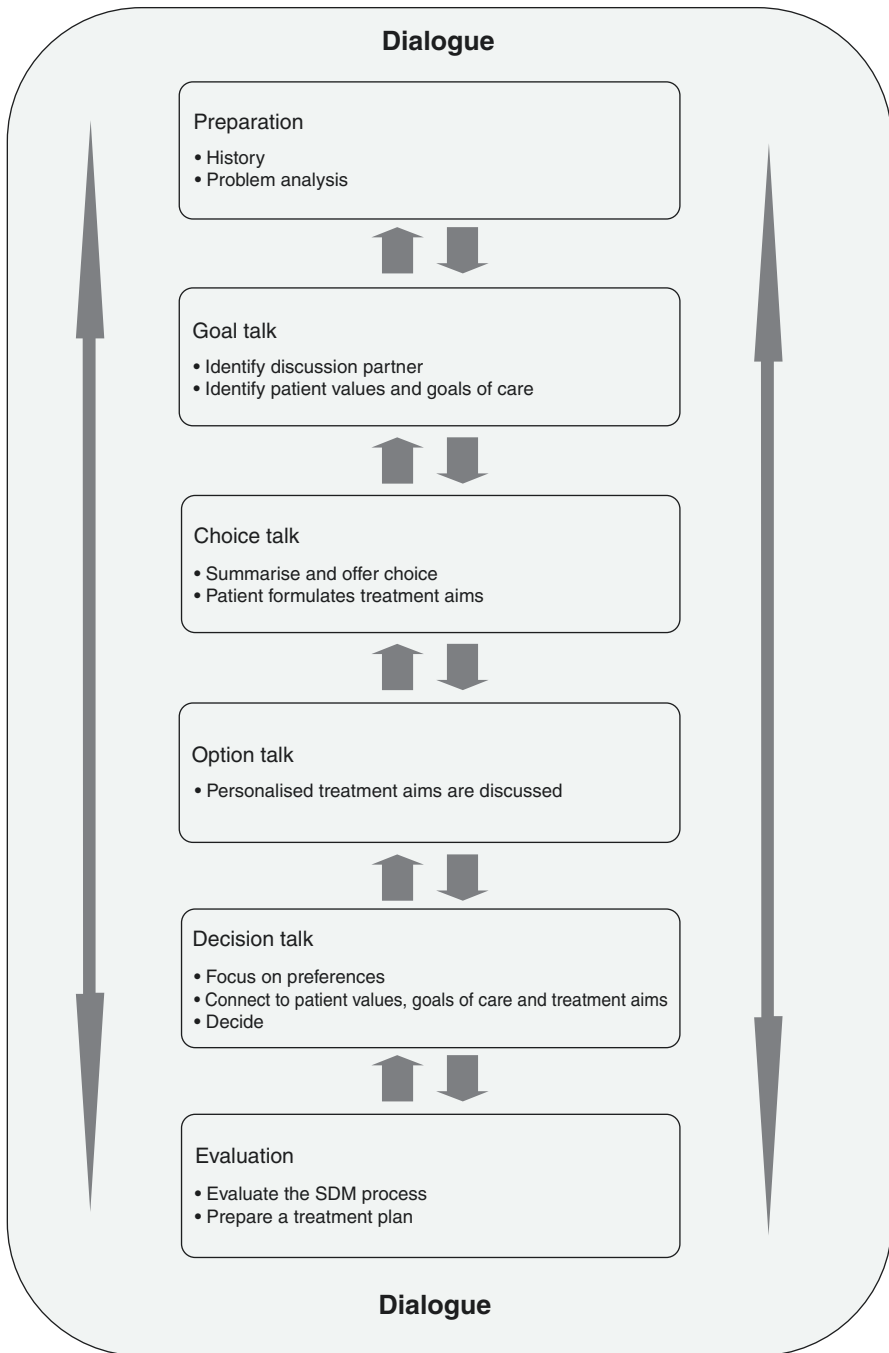 Dialogue
Preparation
• History
• Problem analysis
Goal talk
• Identify discussion partner
• Identify patient values and goals of care
Choice talk
• Summarise and offer choice
• Patient formulates treatment aims
Option talk
• Personalised treatment aims are discussed
Decision talk
• Focus on preferences
• Connect to patient values, goals of care and treatment aims
• Decide
Evaluation
• Evaluate the SDM process
• Prepare a treatment plan
Dialogue